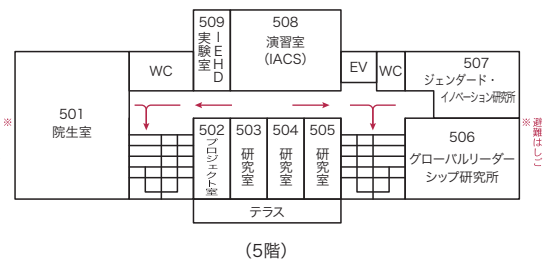 509
IEHD
実験室
508
演習室
(IACS)
WC
EV
WC
507
ジェンダード・
イノベーション研究所
501
院生室
※
502
プロジェクト室
503
研究室
504
研究室
505
研究室
506
グローバルリーダー
シップ研究所
※ 避難はしご
テラス
(5階)